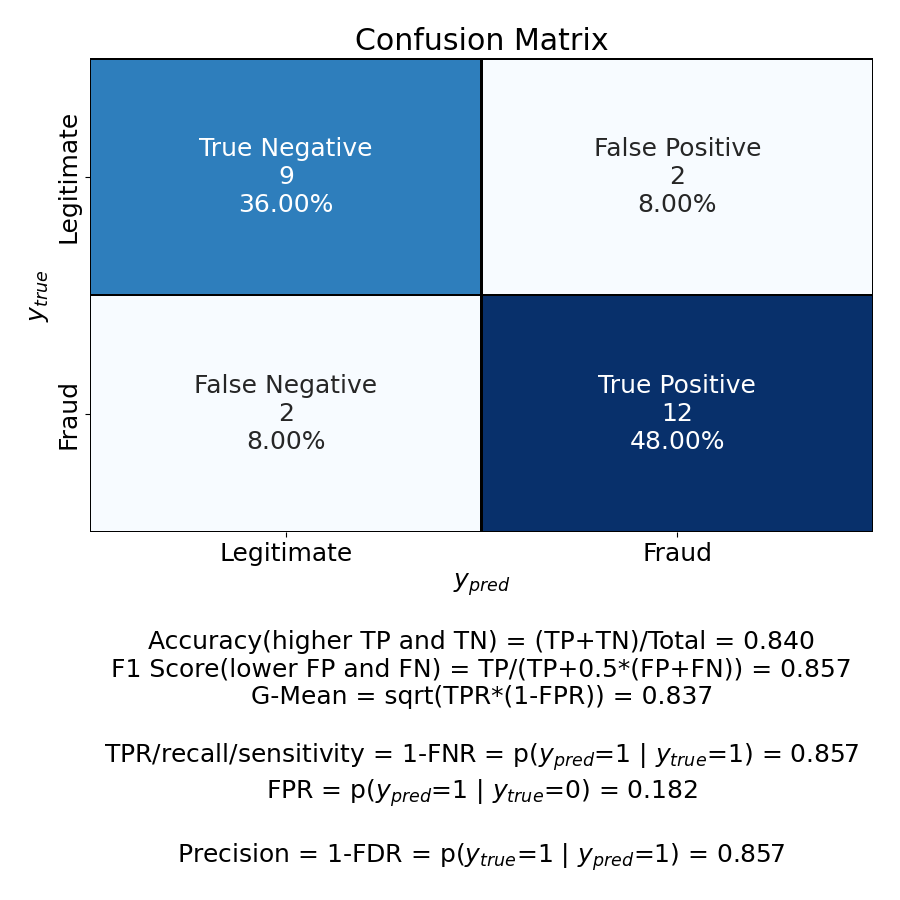 Confusion Matrix
Legitimate
True Negative
9
36.00%
False Positive
2
8.00%
y_true
Fraud
False Negative
2
8.00%
True Positive
12
48.00%
Legitimate
Fraud
y_pred
Accuracy(higher TP and TN) = (TP+TN)/Total = 0.840
F1 Score(lower FP and FN) = TP/(TP+0.5*(FP+FN)) = 0.857
G-Mean = sqrt(TPR*(1-FPR)) = 0.837
TPR/recall/sensitivity = 1-FNR = p(y_pred=1 | y_true=1) = 0.857
FPR = p(y_pred=1 | y_true=0) = 0.182
Precision = 1-FDR = p(y_true=1 | y_pred=1) = 0.857